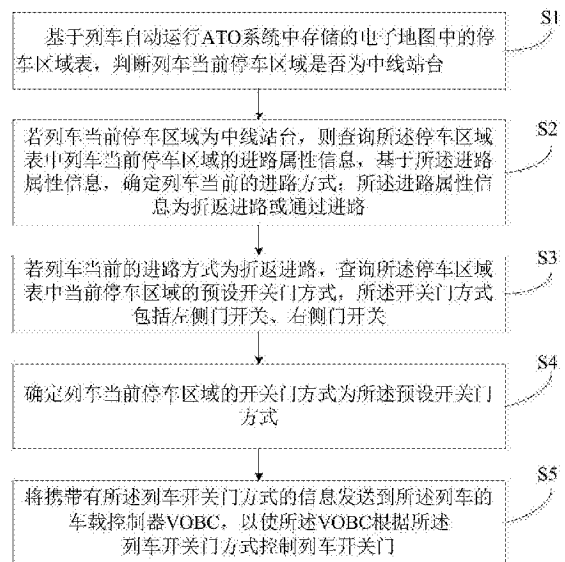 S1
基于列车自动运行ATO系统中存储的电子地图中的停
车区域表，判断列车当前停车区域是否为中线站台
S2
若列车当前停车区域为中线站台，则查询所述停车区域
表中列车当前停车区域的进路属性信息，基于所述进路
属性信息，确定列车当前的进路方式；所述进路属性信
息为折返进路或通过进路
S3
若列车当前的进路方式为折返进路，查询所述停车区域
表中当前停车区域的预设开关门方式，所述开关门方式
包括左侧门开关、右侧门开关
S4
确定列车当前停车区域的开关门方式为所述预设开关门
方式
S5
将携带有所述列车开关门方式的信息发送到所述列车的
车载控制器VOBC，以使所述VOBC根据所述
列车开关门方式控制列车开关门